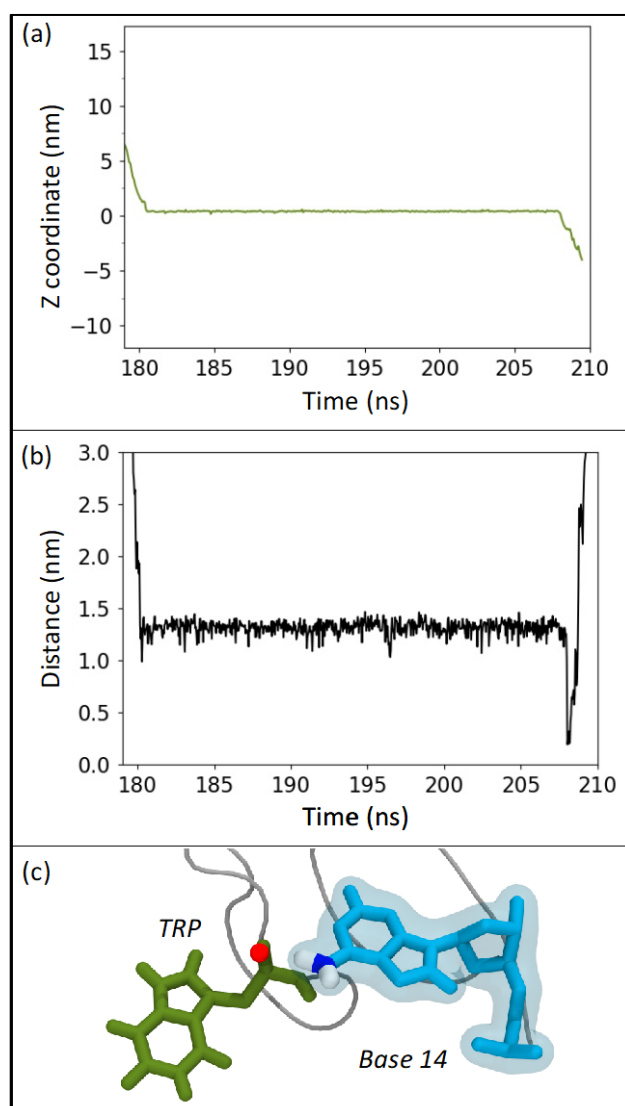 (a)
Z coordinate (nm)
15
10
5
0
−5
−10
180 185 190 195 200 205 210
Time (ns)
(b)
Distance (nm)
3.0
2.5
2.0
1.5
1.0
0.5
0.0
180 185 190 195 200 205 210
Time (ns)
(c)
TRP
Base 14